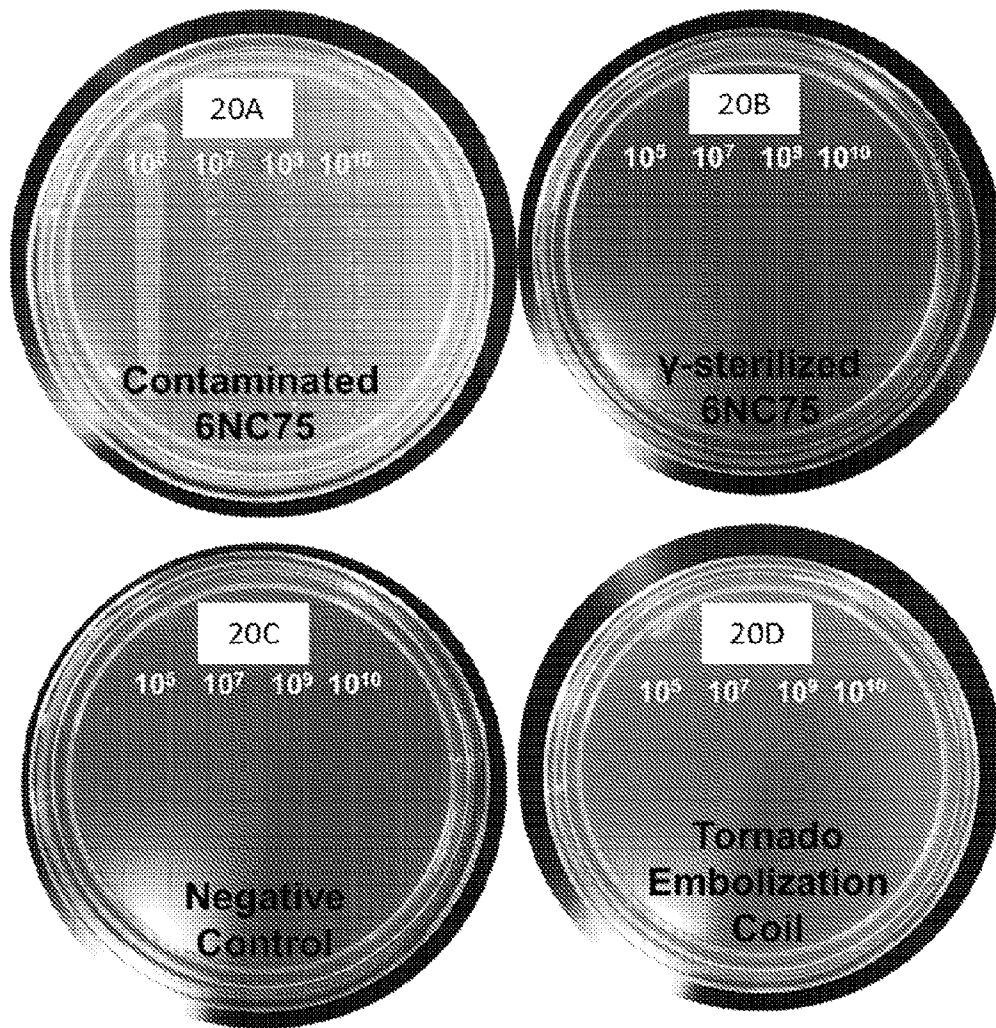 20A
10⁵ 10⁷ 10⁹ 10¹⁰
Contaminated
6NC75
20B
10⁵ 10⁷ 10⁹ 10¹⁰
γ-sterilized
6NC75
20C
10⁵ 10⁷ 10⁹ 10¹⁰
Negative
Control
20D
10⁵ 10⁷ 10⁹ 10¹⁰
Tornado
Embolization
Coil